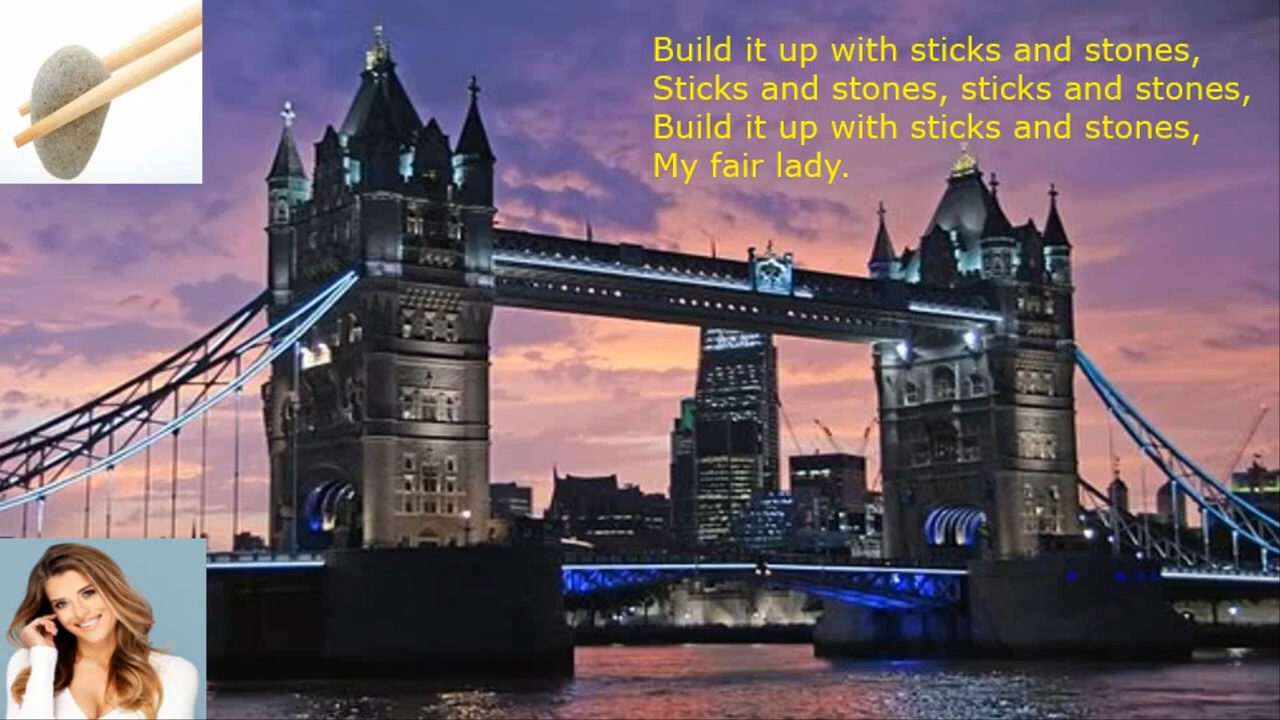 Build it up with sticks and stones,
Sticks and stones, sticks and stones,
Build it up with sticks and stones,
My fair lady.